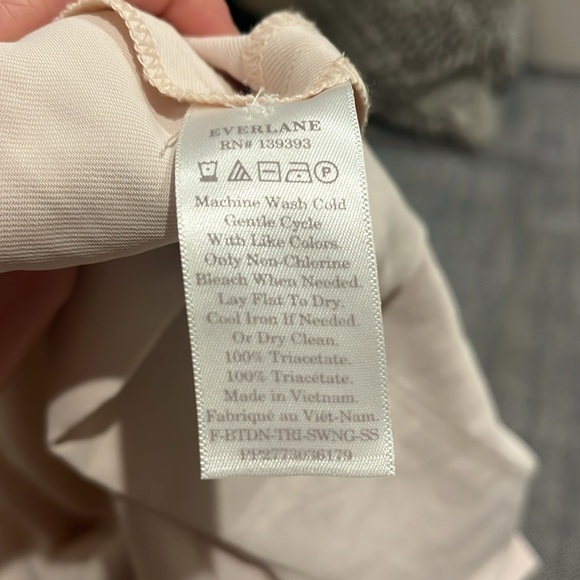 EVERLANE
RN# 139393
P
Machine Wash Cold
Gentle Cycle
With Like Colors.
Only Non-Chlorine
Bleach When Needed.
Lay Flat To Dry.
Cool Iron If Needed
Or Dry Clean.
100% Triacetate.
100% Triacétate.
Made in Vietnam.
Fabriqué au Viêt-Nam.
F-BTDN-TRI-SWNG-SS
PP2773036179